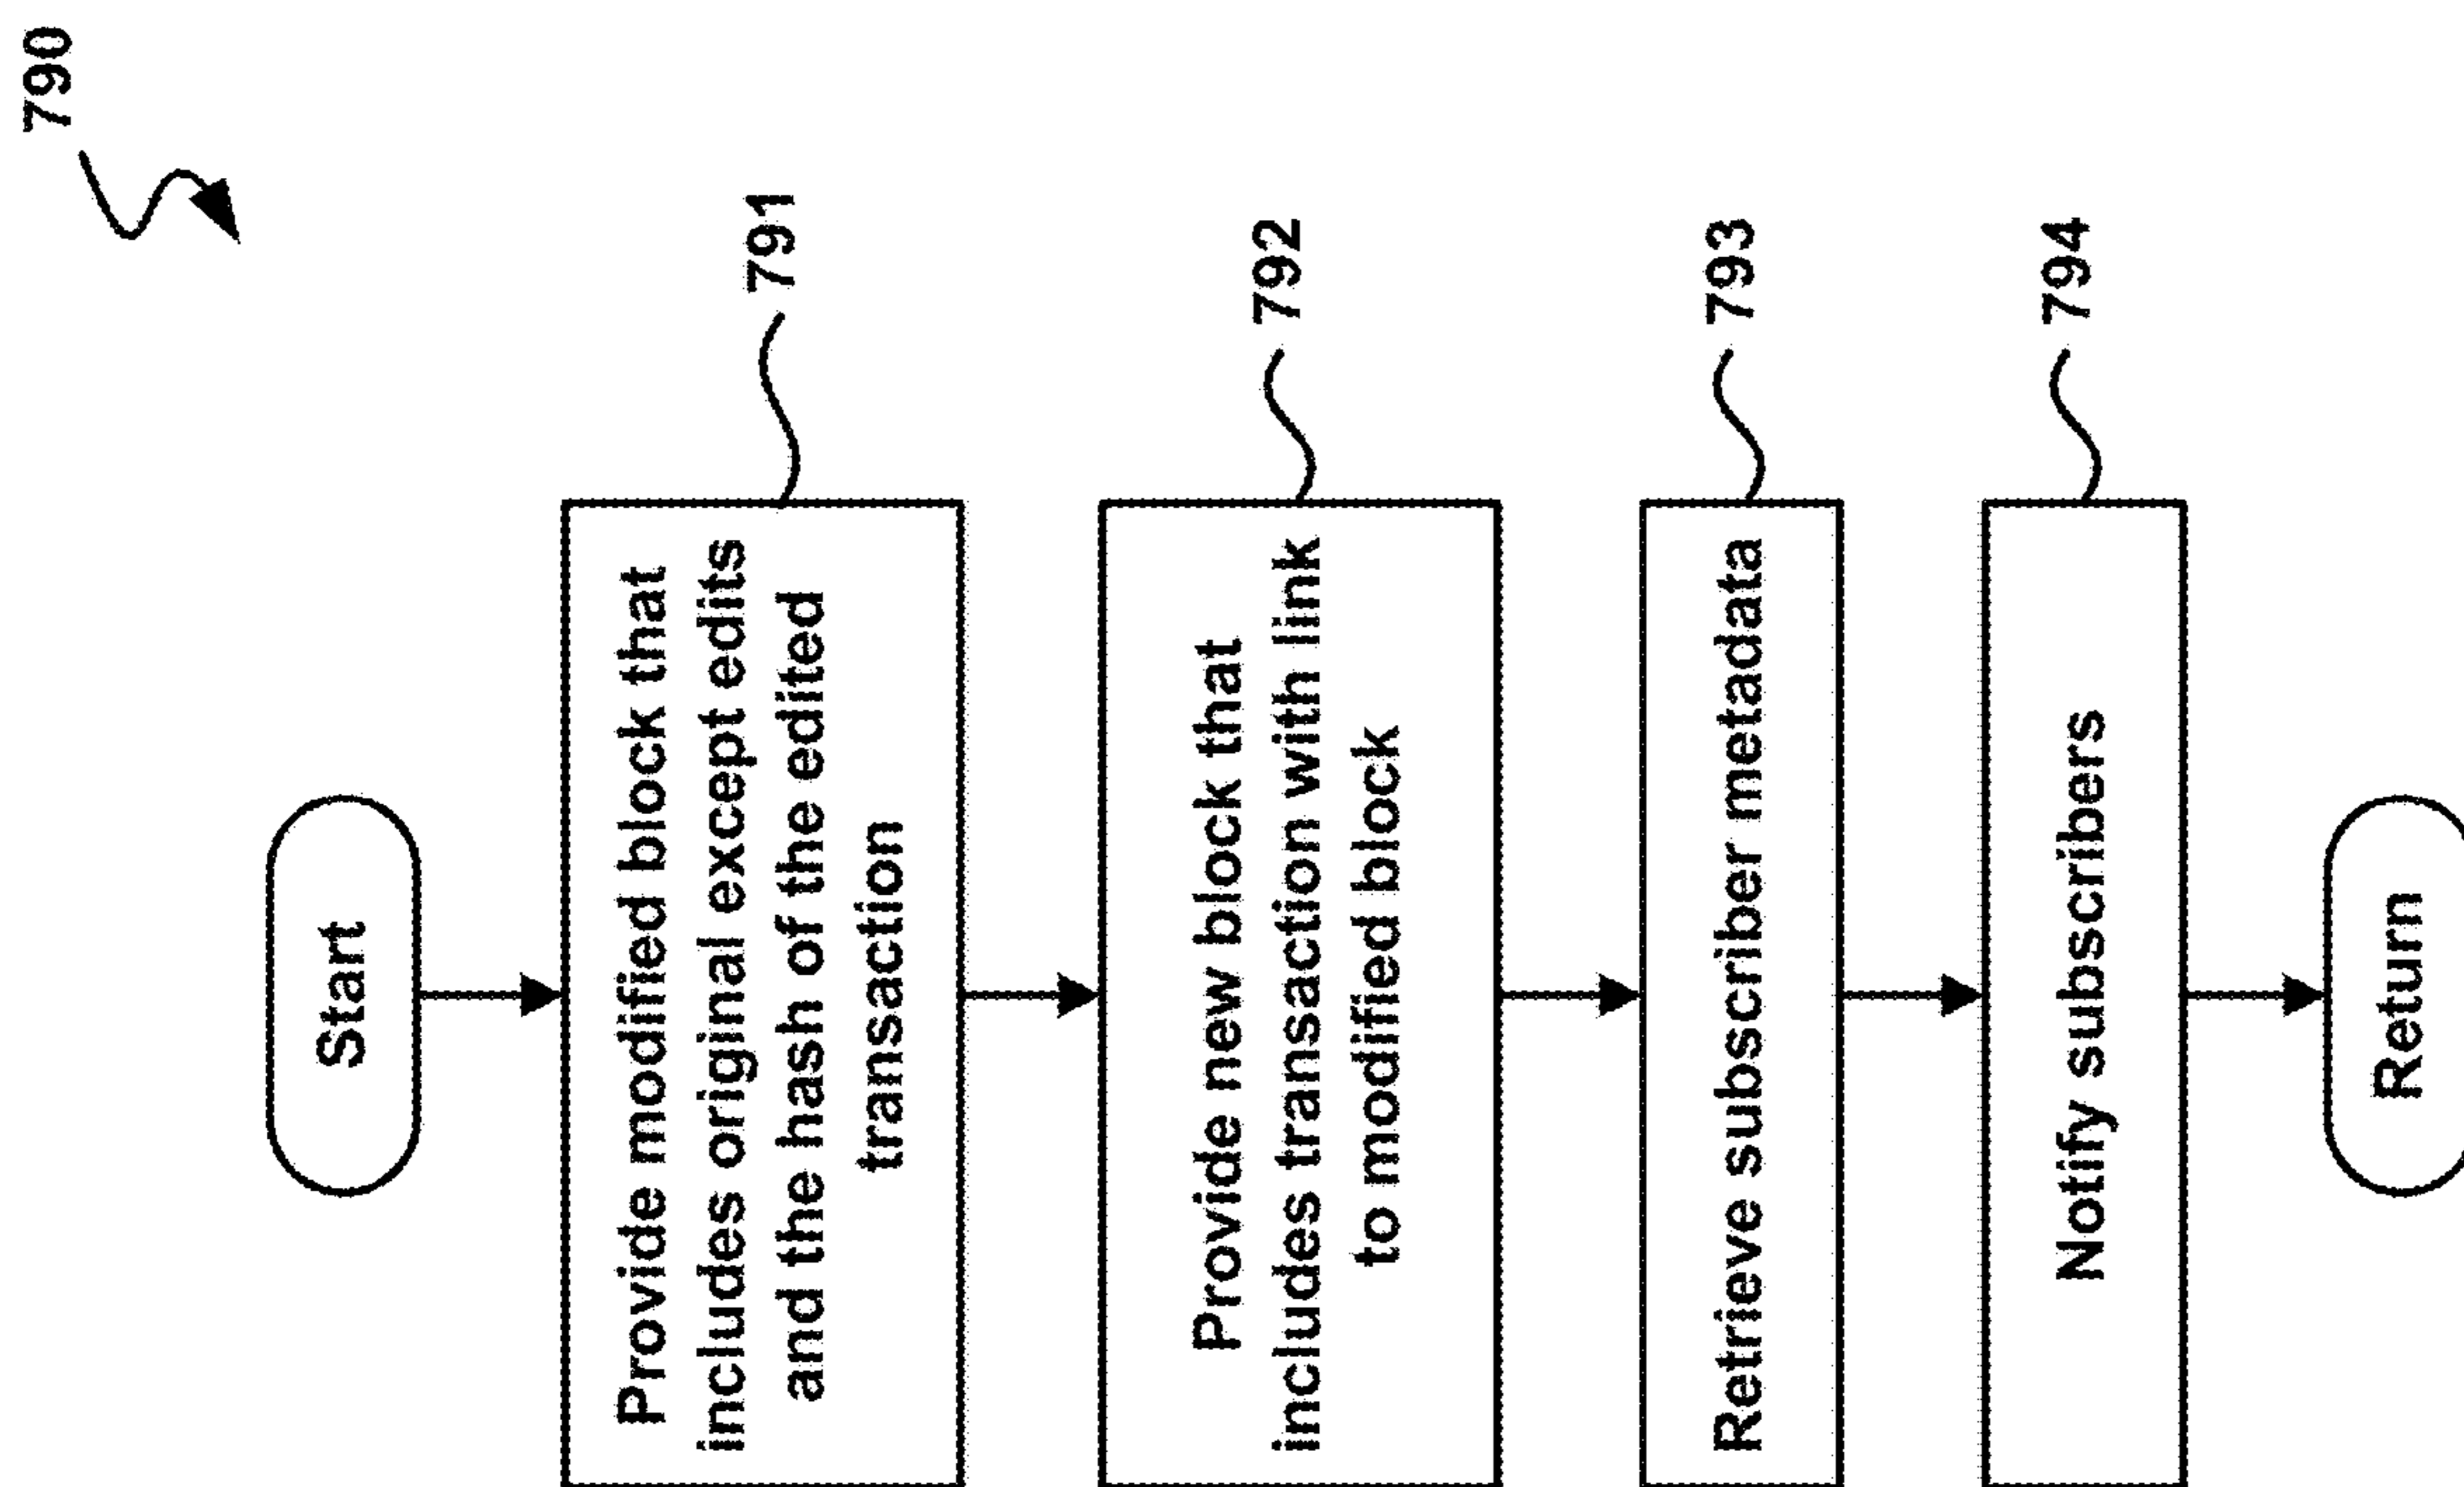 790
Start
Provide modified block that
includes original except edits
and the hash of the edited
transaction
791
Provide new block that
includes transaction with link
to modified block
792
Retrieve subscriber metadata
793
Notify subscribers
794
Return